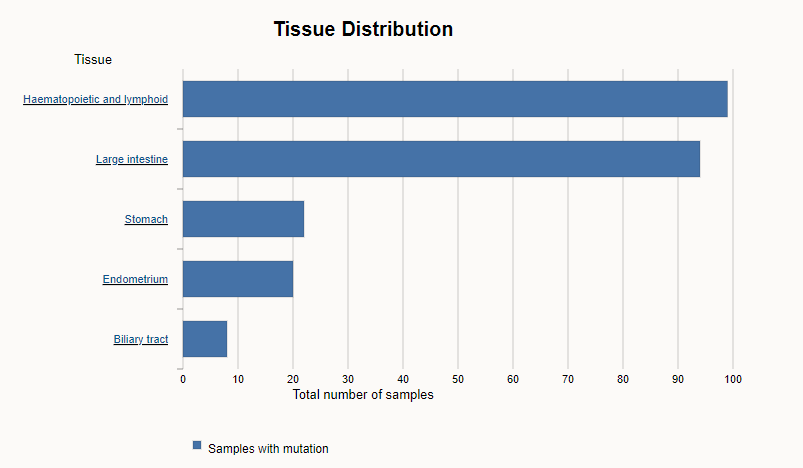 Tissue Distribution
Tissue
Haematopoietic and lymphoid
Large intestine
Stomach
Endometrium
Biliary tract
0 10 20 30 40 50 60 70 80 90 100
Total number of samples
Samples with mutation